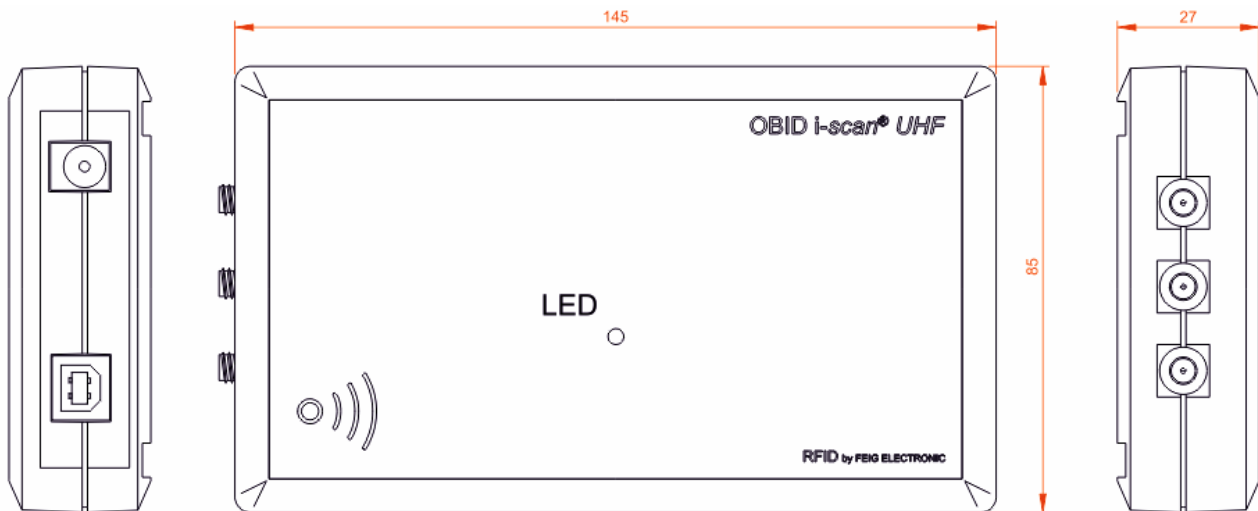 145
27
OBID i-scan® UHF
85
LED
RFID by FEIG ELECTRONIC